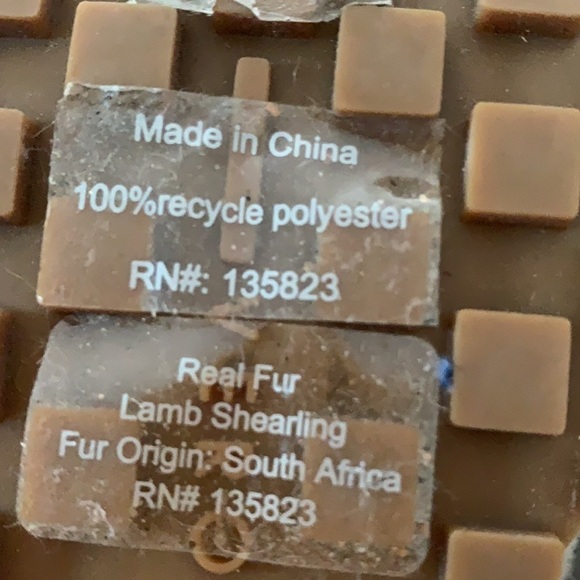 Made in China
100%recycle polyester
RN#: 135823
Real Fur
Lamb Shearling
Fur Origin: South Africa
RN# 135823